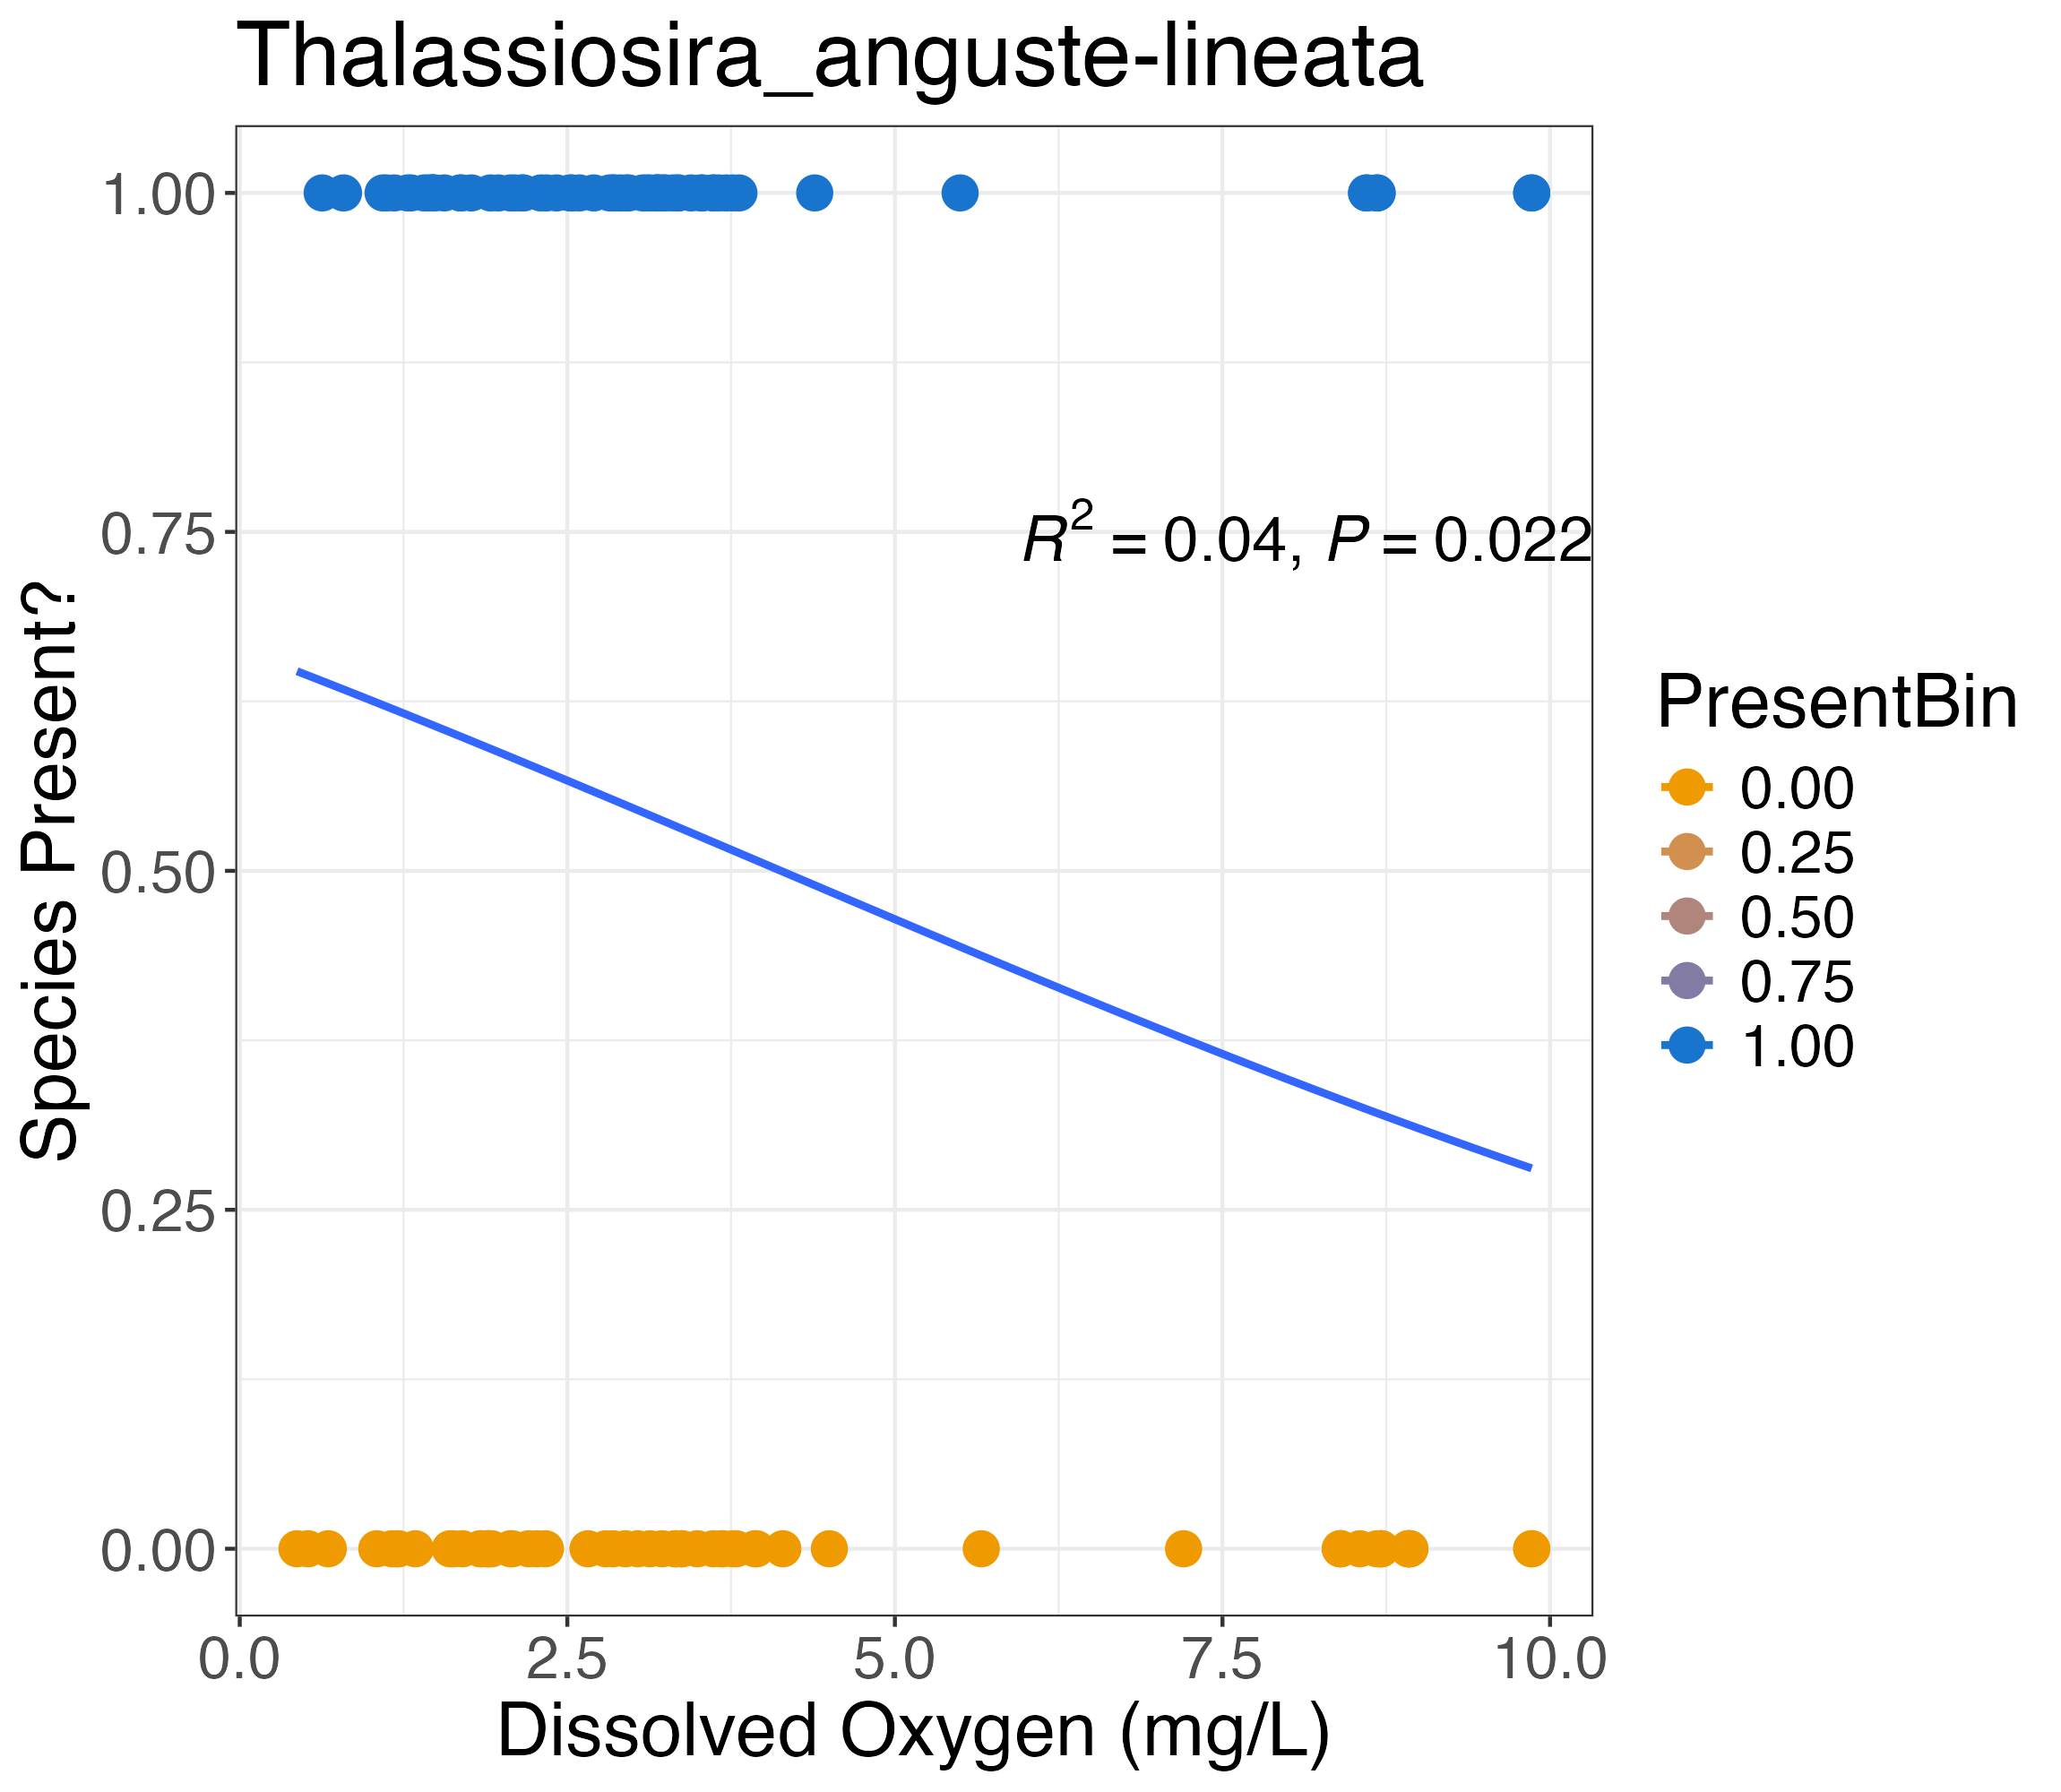 Thalassiosira_anguste-lineata
1.00
0.75
0.50
0.25
0.00
Species Present?
R² = 0.04, P = 0.022
0.0 2.5 5.0 7.5 10.0
Dissolved Oxygen (mg/L)
PresentBin
0.00
0.25
0.50
0.75
1.00